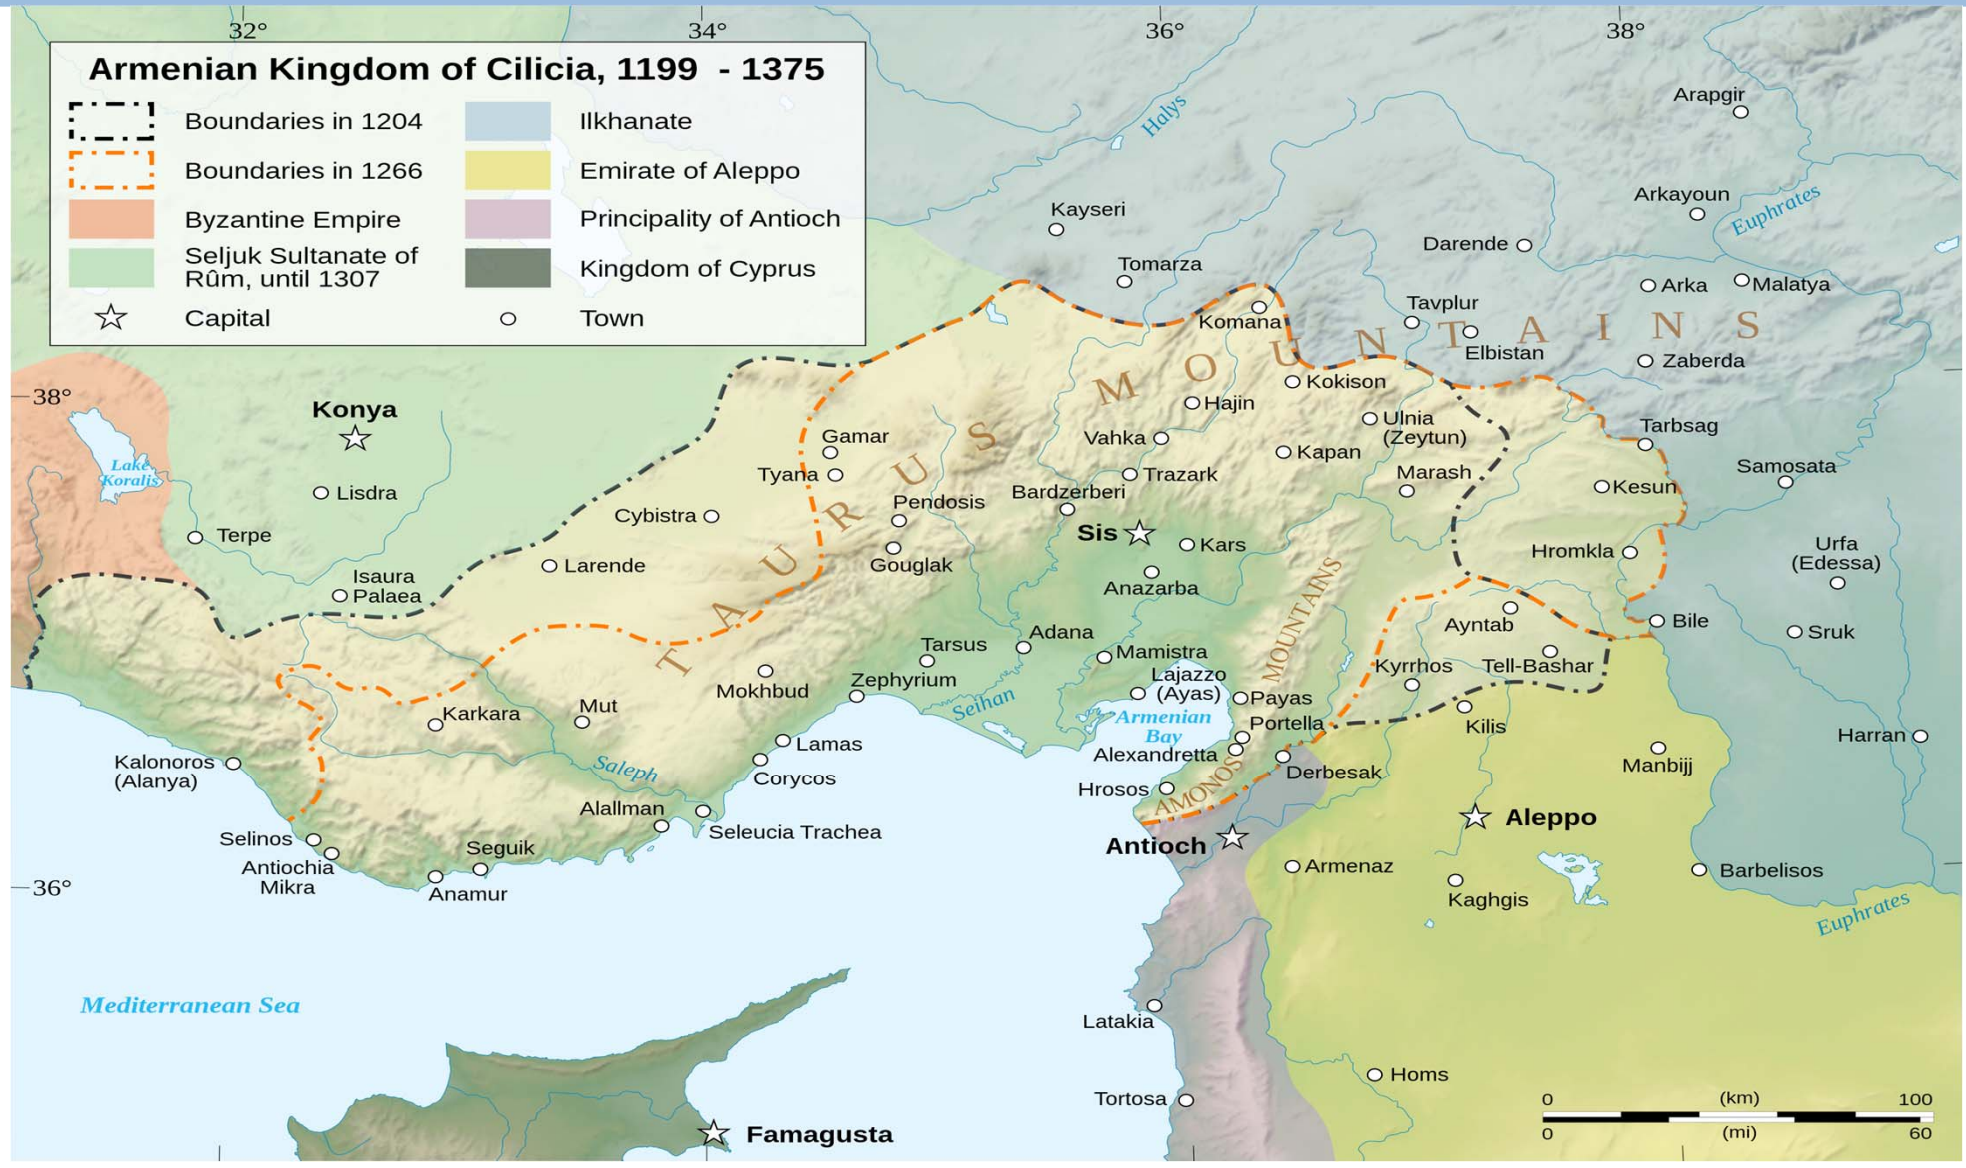 32°
34°
36°
38°
Armenian Kingdom of Cilicia, 1199 - 1375
Boundaries in 1204
Boundaries in 1266
Byzantine Empire
Seljuk Sultanate of
Rûm, until 1307
Capital
Ilkhanate
Emirate of Aleppo
Principality of Antioch
Kingdom of Cyprus
Town
Halys
Arapgir
Arkayoun
Euphrates
Kayseri
Darende
Tomarza
Arka
Malatya
Tavplur
Komana
Elbistan
TAURUS MOUNTAINS
Zaberda
38°
Konya
Kokison
Hajin
Ulnia
(Zeytun)
Tarbsag
Gamar
Vahka
Kapan
Lake
Koralis
Lisdra
Tyana
Trazark
Marash
Samosata
Kesun
Pendosis
Bardzerberi
Cybistra
Terpe
Sis
Kars
Hromkla
Urfa
(Edessa)
Larende
Gouglak
Isaura
Palaea
Anazarba
AMONOS MOUNTAINS
Ayntab
Bile
Sruk
Tarsus
Adana
Mamistra
Kyrrhos
Tell-Bashar
Mokhbud
Zephyrium
Lajazzo
(Ayas)
Payas
Seihan
Armenian
Bay
Portella
Karkara
Mut
Kilis
Harran
Lamas
Alexandretta
Derbesak
Manbijj
Kalonoros
(Alanya)
Saleph
Corycos
Hrosos
Alallman
Seleucia Trachea
Aleppo
Selinos
Antiochia
Mikra
Seguik
Antioch
Armenaz
Barbelisos
36°
Anamur
Kaghgis
Euphrates
Mediterranean Sea
Latakia
Homs
Tortosa
Famagusta
0 (km) 100
0 (mi) 60